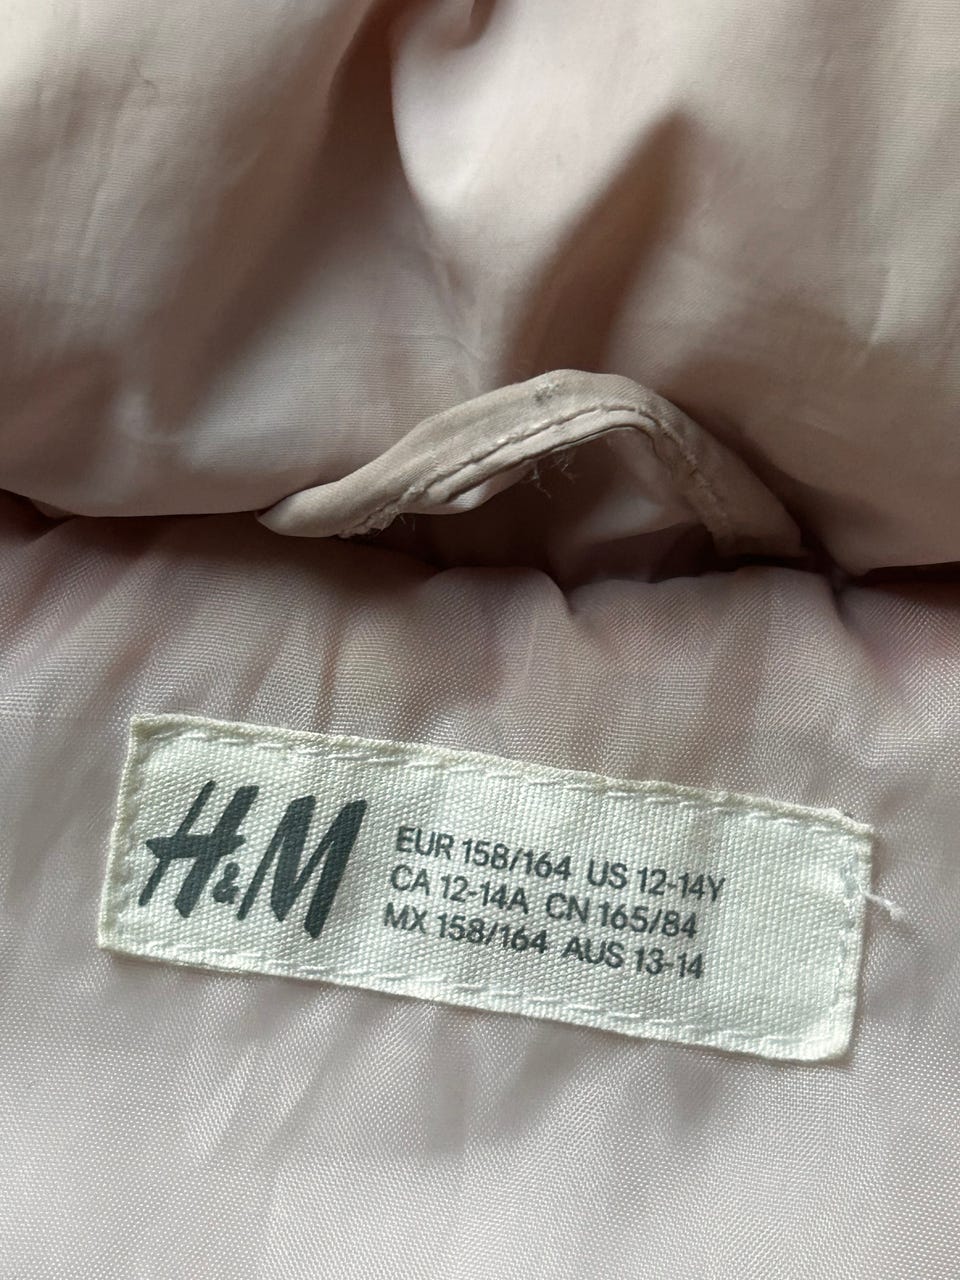 H&M
EUR 158/164 US 12-14Y
CA 12-14A CN 165/84
MX 158/164 AUS 13-14